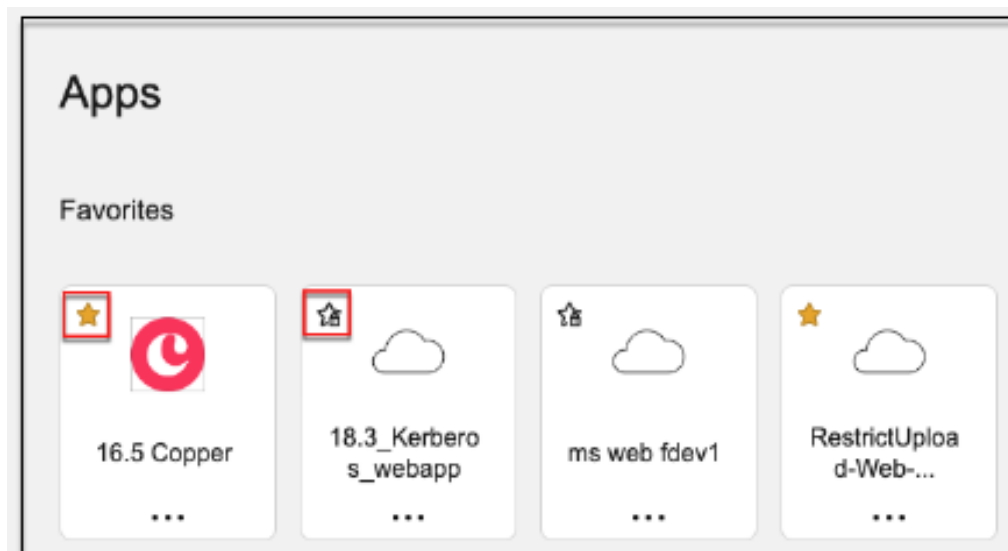 Apps
Favorites
16.5 Copper
18.3_Kerbero
s_webapp
ms web fdev1
RestrictUploa
d-Web-...